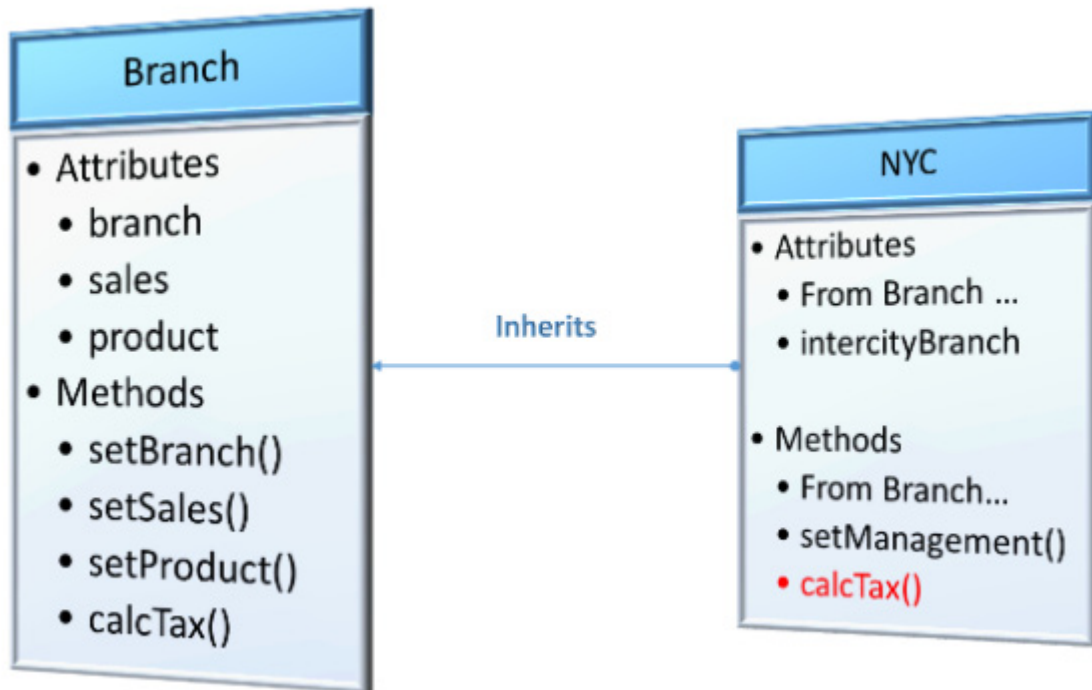 Branch
• Attributes
• branch
• sales
• product
• Methods
• setBranch()
• setSales()
• setProduct()
• calcTax()
Inherits
NYC
• Attributes
• From Branch ...
• intercityBranch
• Methods
• From Branch...
• setManagement()
• calcTax()